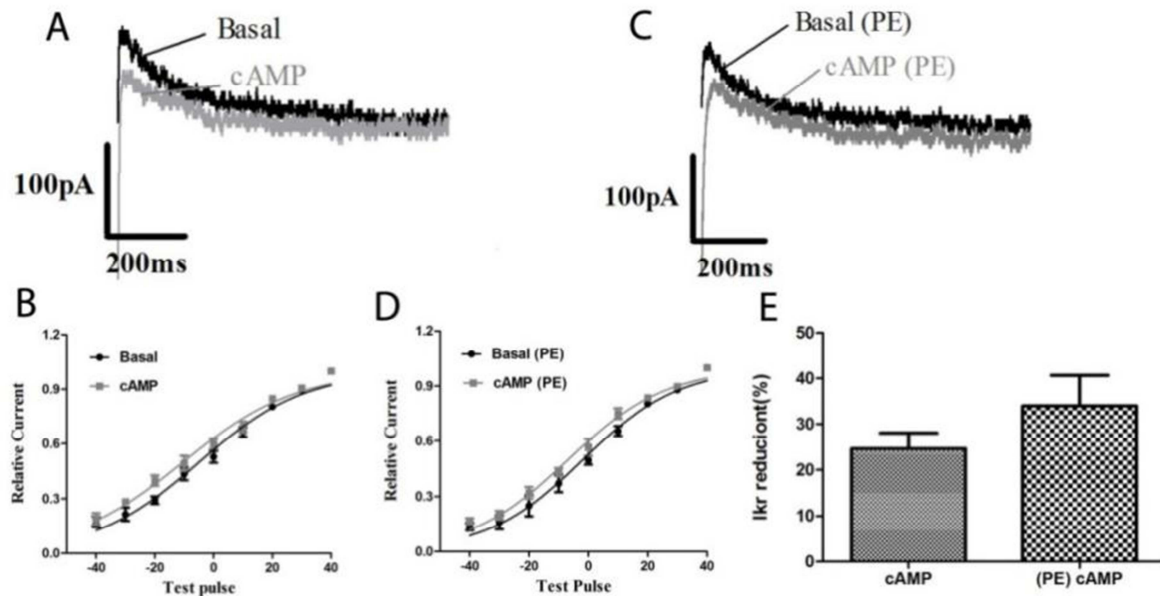 A
Basal
cAMP
100pA
200ms
C
Basal (PE)
cAMP (PE)
100pA
200ms
B
1.2
0.9
0.6
0.3
0.0
Relative Current
Basal
cAMP
-40
-20
0
20
40
Test pulse
D
1.2
0.9
0.6
0.3
0.0
Relative Current
Basal (PE)
cAMP (PE)
-40
-20
0
20
40
Test Pulse
E
50
40
30
20
10
0
Ikr reduciont(%)
cAMP
(PE) cAMP